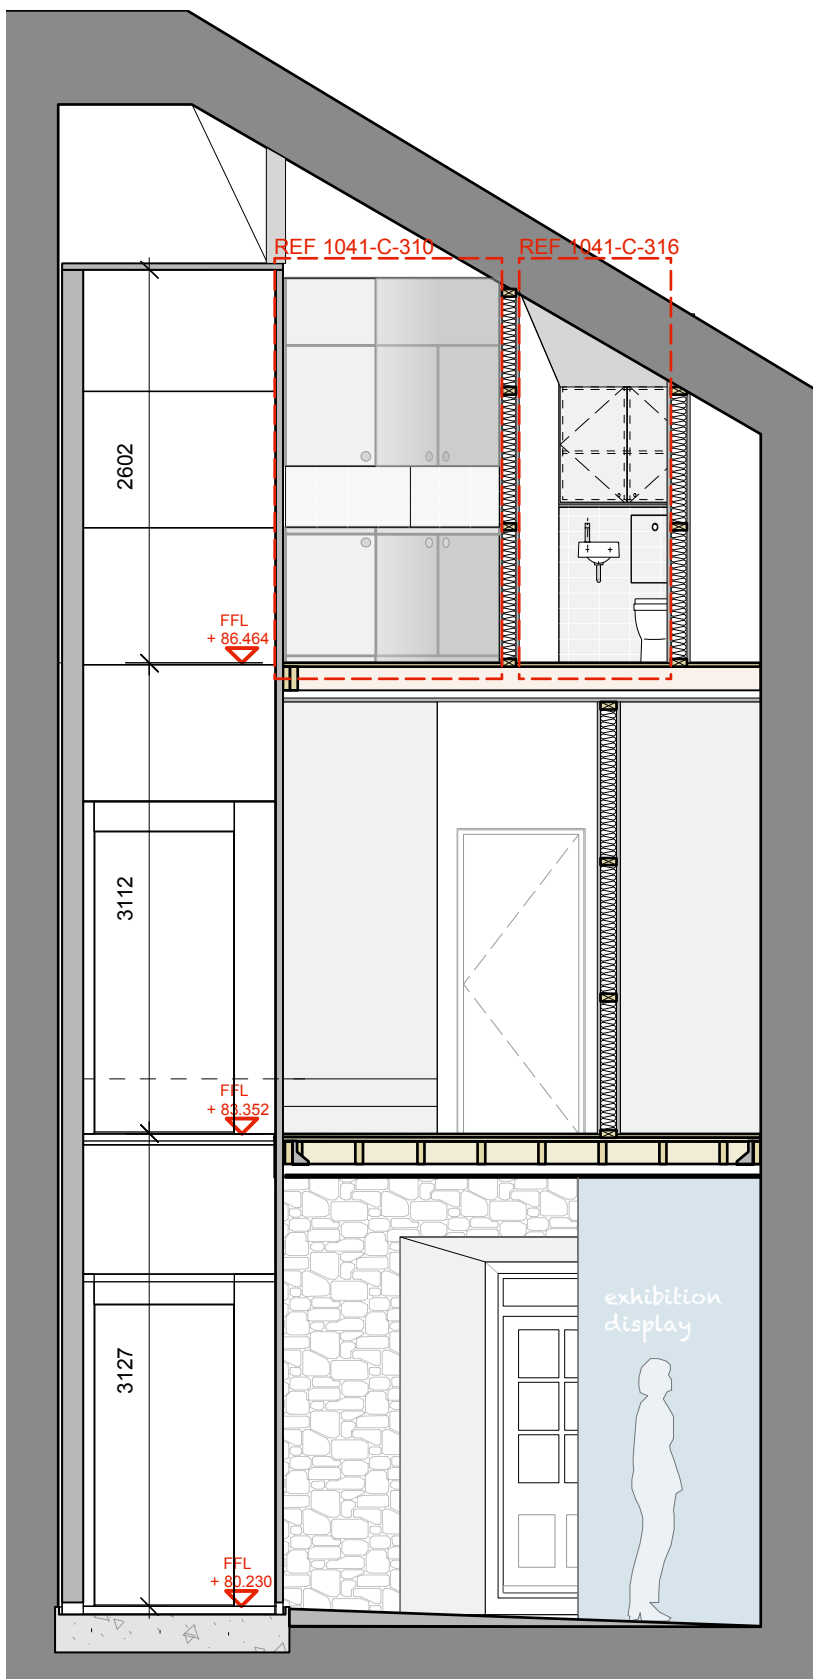 REF 1041-C-310
REF 1041-C-316
2602
FFL
+ 86.464
3112
FFL
+ 83.352
exhibition
display
3127
FFL
+ 80.230